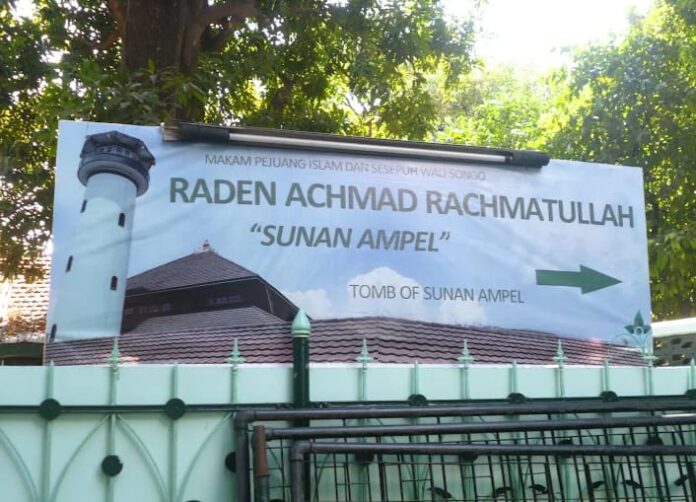 MAKAM PEJUANG ISLAM DAN SESEPUH WALI SONGO
RADEN ACHMAD RACHMATULLAH
“SUNAN AMPEL”
TOMB OF SUNAN AMPEL